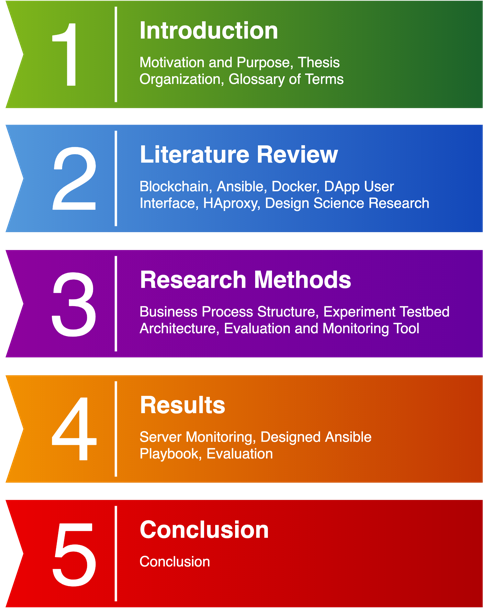 1
Introduction
Motivation and Purpose, Thesis
Organization, Glossary of Terms
2
Literature Review
Blockchain, Ansible, Docker, DApp User
Interface, HAproxy, Design Science Research
3
Research Methods
Business Process Structure, Experiment Testbed
Architecture, Evaluation and Monitoring Tool
4
Results
Server Monitoring, Designed Ansible
Playbook, Evaluation
5
Conclusion
Conclusion